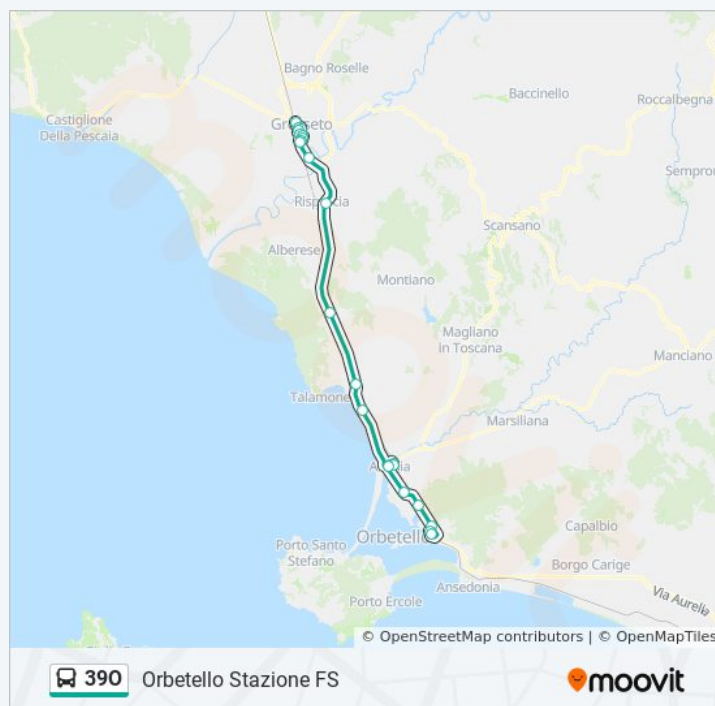 Bagno Roselle
Baccinello
Roccalbegna
Castiglione
Della Pescaia
Grosseto
Sempron
Rispescia
Scansano
Alberese
Montiano
Magliano
in Toscana
Manciano
Talamone
Marsiliana
Albinia
Capalbio
Orbetello
Porto Santo
Stefano
Borgo Carige
Ansedonia
Via Aurelia
Porto Ercole
© OpenStreetMap contributors | © OpenMapTiles
39O Orbetello Stazione FS
moovit